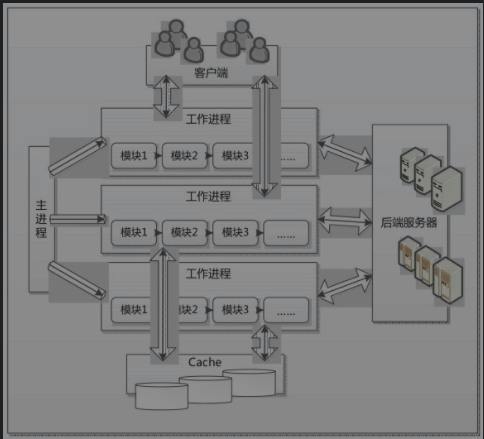 客户端
工作进程
模块1 模块2 模块3 ......
主进程
工作进程
模块1 模块2 模块3 ......
后端服务器
工作进程
模块1 块2 模块3 ......
Cache